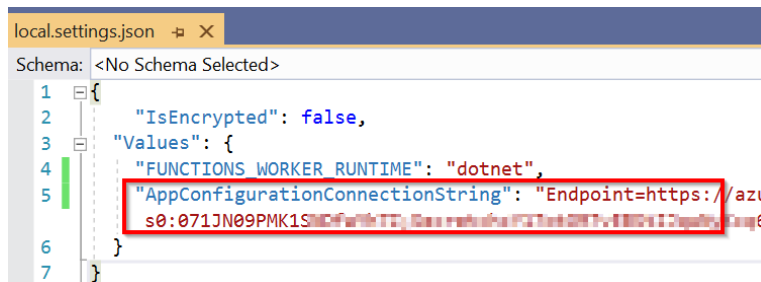 local.settings.json
Schema: <No Schema Selected>
1 {
2 "IsEncrypted": false,
3 "Values": {
4 "FUNCTIONS_WORKER_RUNTIME": "dotnet",
5 "AppConfigurationConnectionString": "Endpoint=https://azu
s0:071JN09PMK1S
6 }
7 }